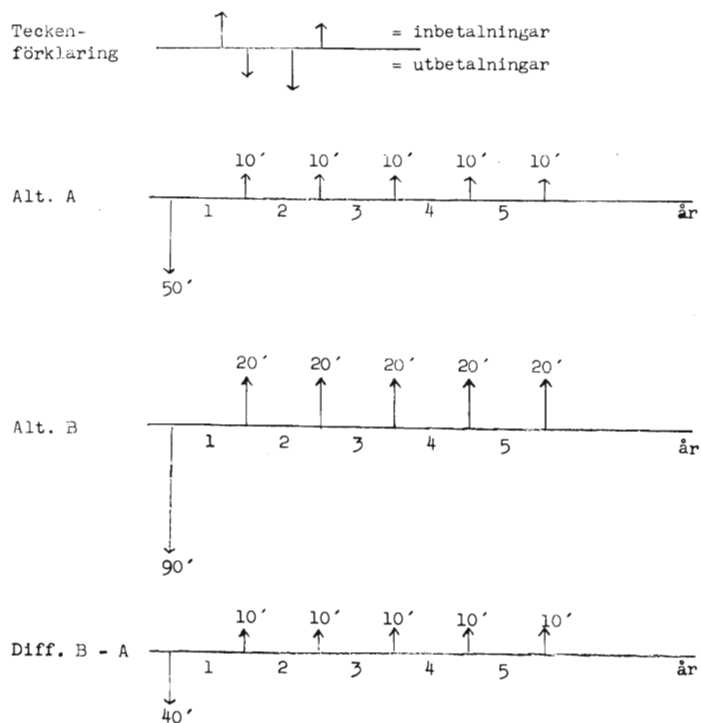 Tecken-
förklaring
= inbetalningar
= utbetalningar
10´ 10´ 10´ 10´ 10´
Alt. A
1 2 3 4 5 år
50´
20´ 20´ 20´ 20´ 20´
Alt. B
1 2 3 4 5 år
90´
10´ 10´ 10´ 10´ 10´
Diff. B - A
1 2 3 4 5 år
40´